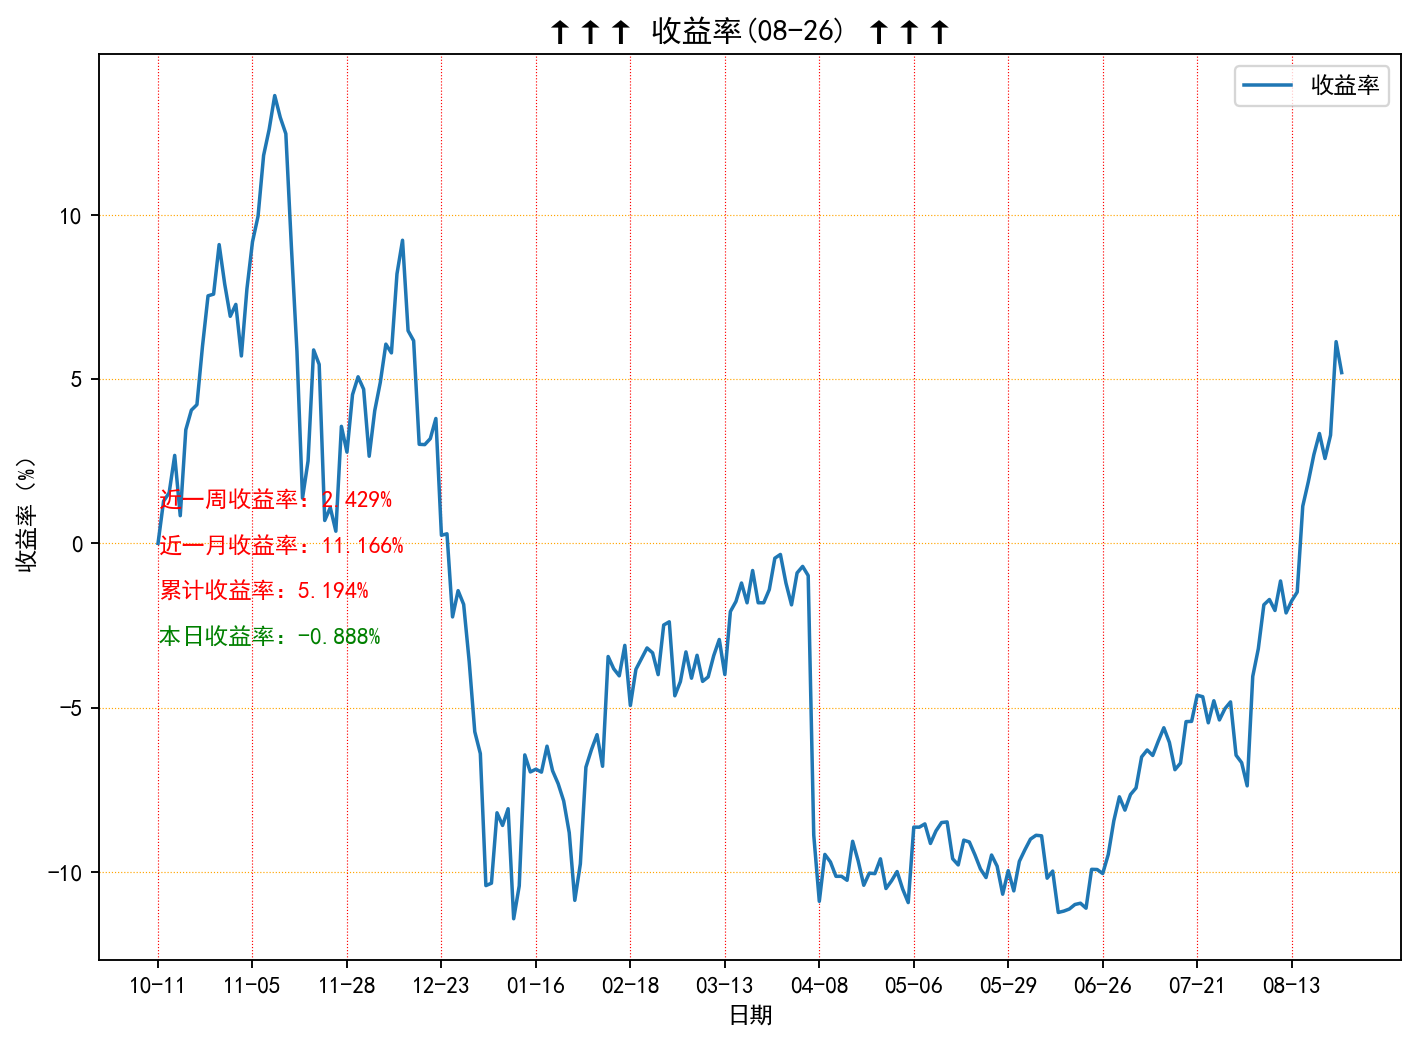 ↑↑↑ 收益率(08-26) ↑↑↑
收益率
10
5
0
-5
-10
收益率 (%)
近一周收益率: 2.429%
近一月收益率: 11.166%
累计收益率: 5.194%
本日收益率: -0.888%
10-11 11-05 11-28 12-23 01-16 02-18 03-13 04-08 05-06 05-29 06-26 07-21 08-13
日期